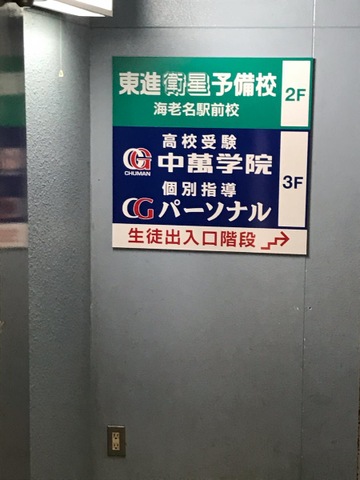 東進衛星予備校
海老名駅前校
2F
高校受験
CG 中萬学院
CHUMAN
個別指導
CG パーソナル
3F
生徒出入口階段